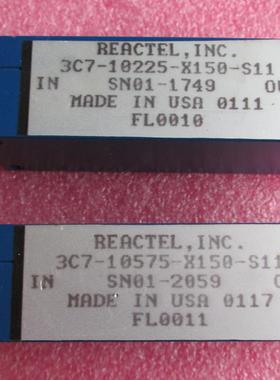 REACTEL,INC.
3C7-10225-X150-S11
IN SN01-1749
MADE IN USA 0111
FL0010
REACTEL,INC.
3C7-10575-X150-S11
IN SN01-2059
MADE IN USA 0117
FL0011